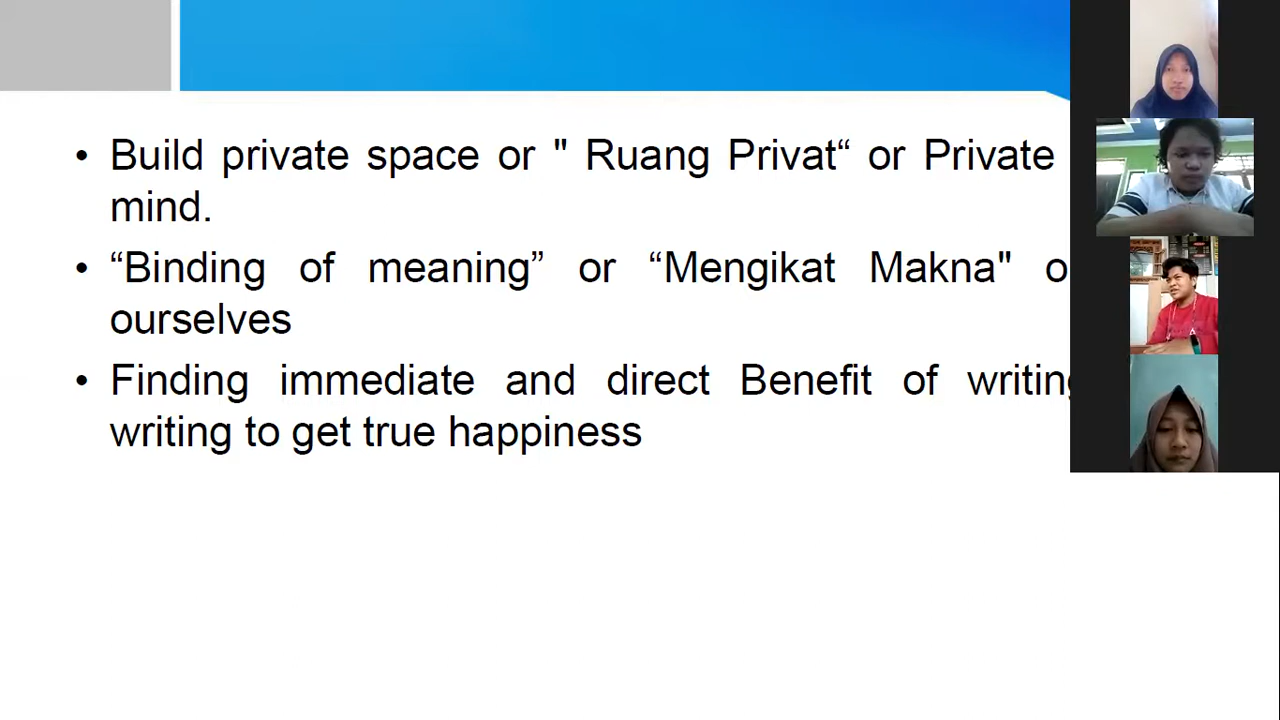 • Build private space or " Ruang Privat“ or Private
mind.
• “Binding of meaning” or “Mengikat Makna"
ourselves
• Finding immediate and direct Benefit of writing
writing to get true happiness